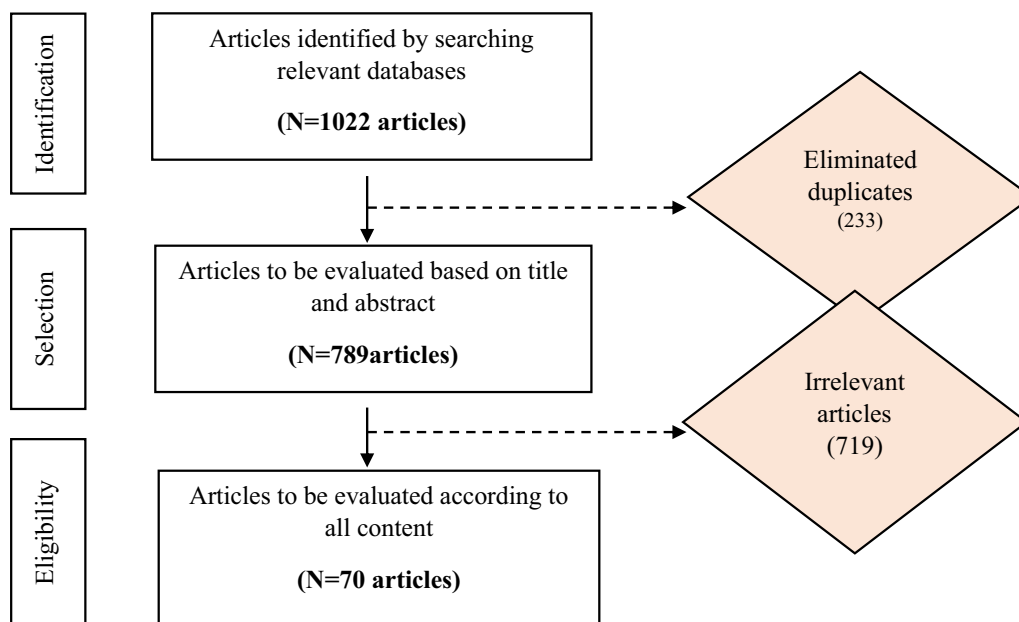 Identification
Articles identified by searching
relevant databases
(N=1022 articles)
Eliminated
duplicates
(233)
Selection
Articles to be evaluated based on title
and abstract
(N=789articles)
Irrelevant
articles
(719)
Eligibility
Articles to be evaluated according to
all content
(N=70 articles)